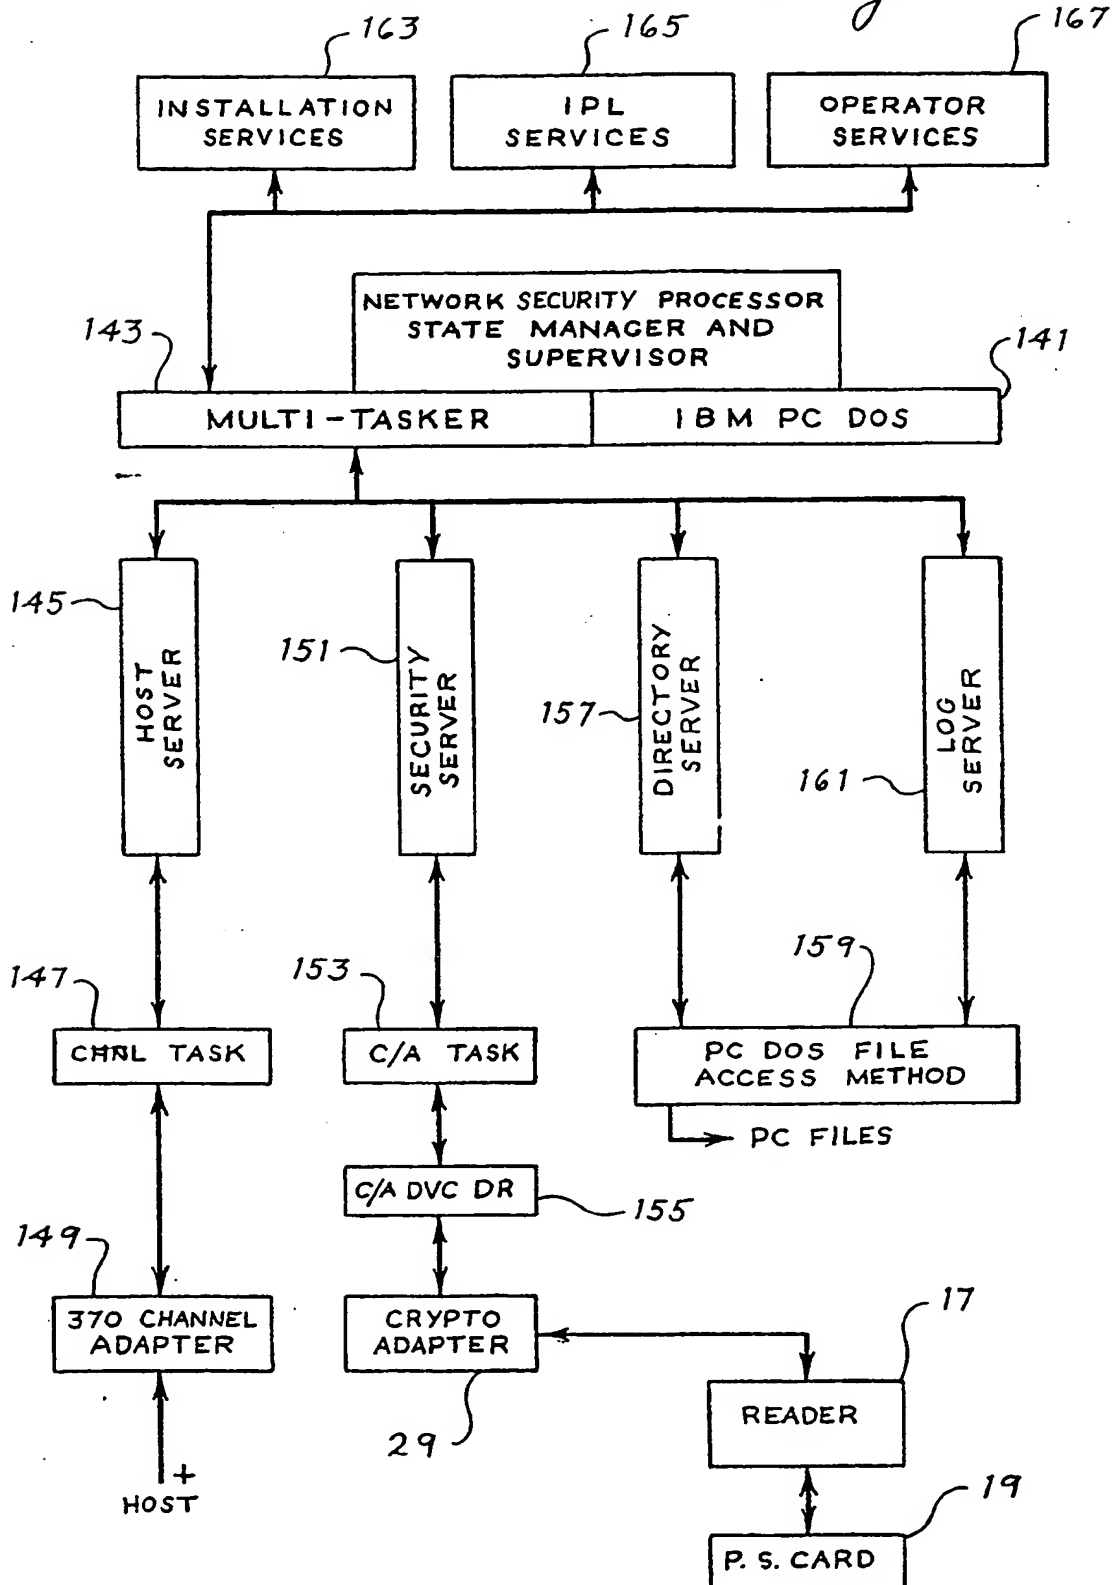 163
165
167
INSTALLATION
SERVICES
IPL
SERVICES
OPERATOR
SERVICES
NETWORK SECURITY PROCESSOR
STATE MANAGER AND
SUPERVISOR
143
141
MULTI-TASKER
IBM PC DOS
145
HOST
SERVER
151
SECURITY
SERVER
157
DIRECTORY
SERVER
161
LOG
SERVER
147
CHNL TASK
153
C/A TASK
159
PC DOS FILE
ACCESS METHOD
PC FILES
C/A DVC DR
155
149
370 CHANNEL
ADAPTER
CRYPTO
ADAPTER
29
17
READER
+
HOST
19
P. S. CARD